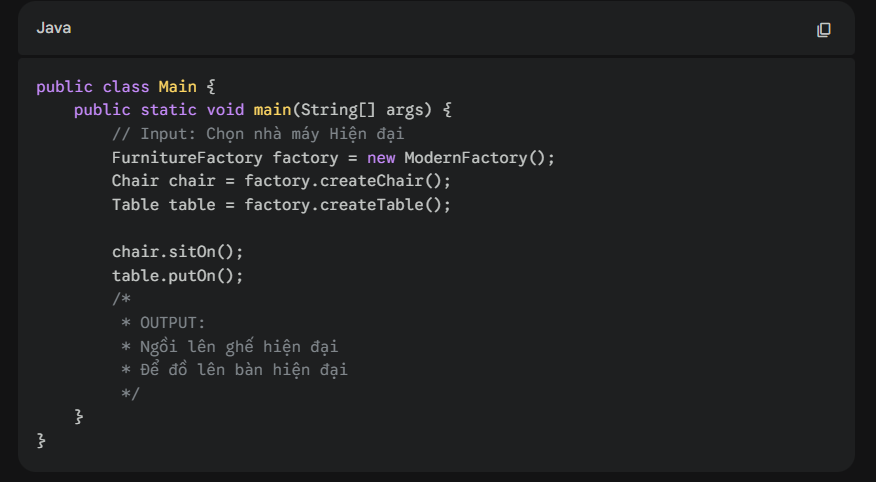 Java
public class Main {
    public static void main(String[] args) {
        // Input: Chọn nhà máy Hiện đại
        FurnitureFactory factory = new ModernFactory();
        Chair chair = factory.createChair();
        Table table = factory.createTable();

        chair.sitOn();
        table.putOn();
        /*
         * OUTPUT:
         * Ngồi lên ghế hiện đại
         * Để đồ lên bàn hiện đại
         */
    }
}